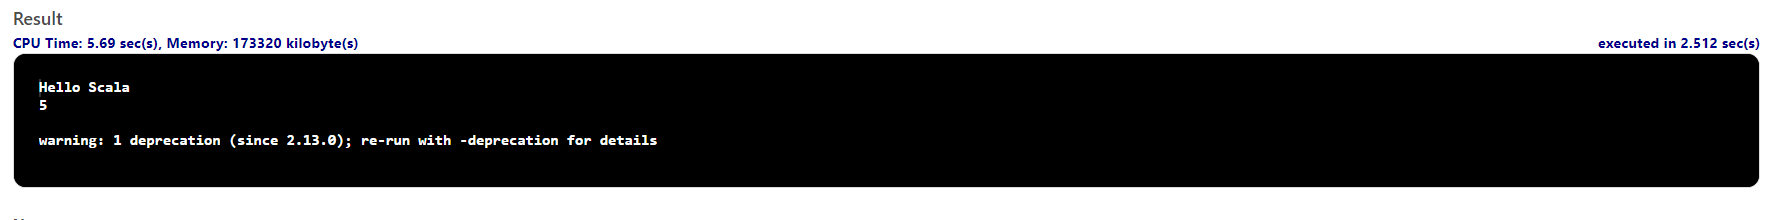 Result
CPU Time: 5.69 sec(s), Memory: 173320 kilobyte(s)
executed in 2.512 sec(s)
Hello Scala
5
warning: 1 deprecation (since 2.13.0); re-run with -deprecation for details